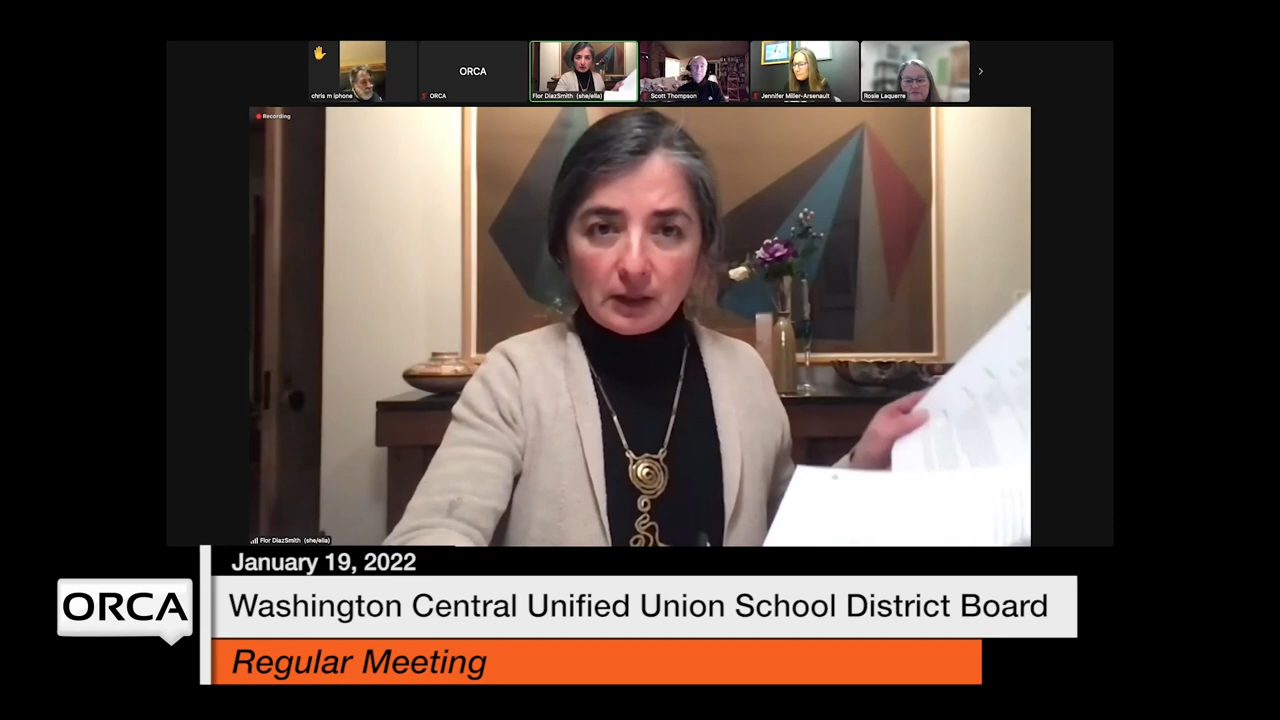 ORCA
chris m iphone
ORCA
Flor DiazSmith (she/ella)
Scott Thompson
Jennifer Miller-Arsenault
Rosie Laquerre
Recording
Flor DiazSmith (she/ella)
January 19, 2022
ORCA
Washington Central Unified Union School District Board
Regular Meeting